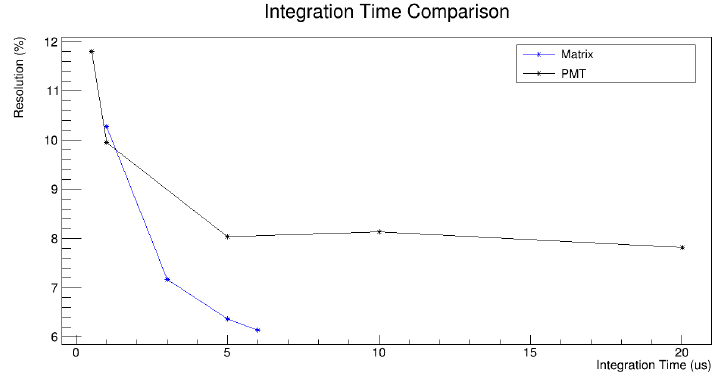 Integration Time Comparison
Resolution (%)
Matrix
PMT
12
11
10
9
8
7
6
0 5 10 15 20
Integration Time (us)